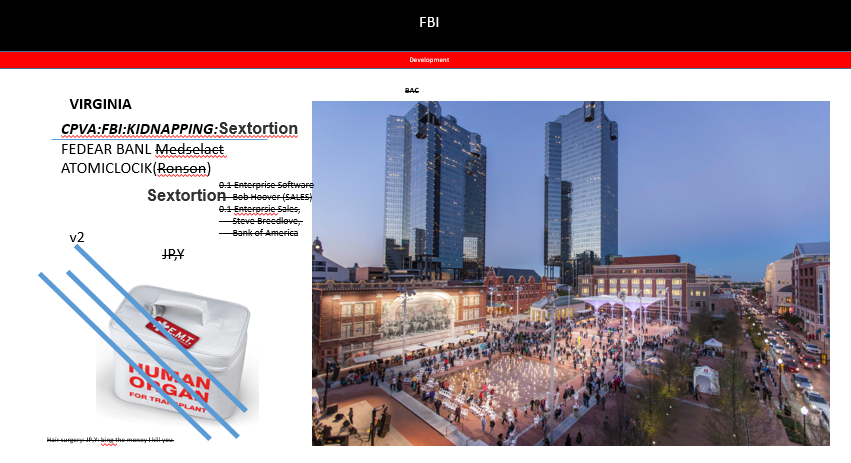 FBI
Development
BAC
VIRGINIA
CPVA:FBI:KIDNAPPING:Sextortion
FEDEAR BANL Medselact
ATOMICLOCIK(Ronson)
Sextortion
0.1 Enterprise Software
Bob Hoover (SALES)
0.1 Enterprsie Sales,
Steve Breedlove,
Bank of America
v2
JP,Y
E.M.T.
HUMAN
ORGAN
FOR TRANSPLANT
Hair surgery: JP,Y: bing the money I kill you